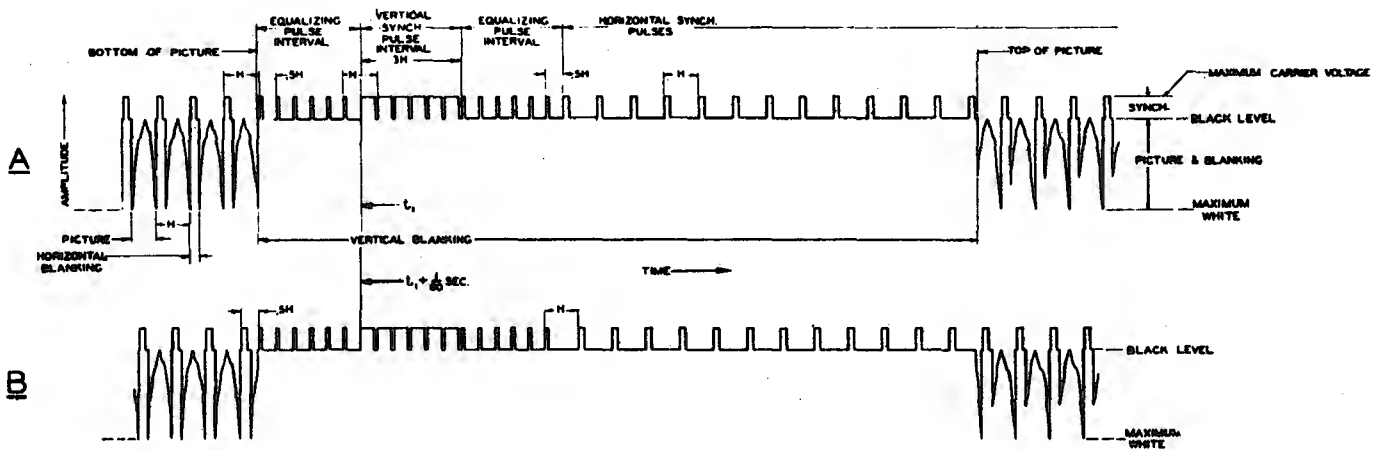 EQUALIZING
PULSE
INTERVAL
VERTICAL
SYNCH
PULSE
INTERVAL
3H
EQUALIZING
PULSE
INTERVAL
HORIZONTAL SYNCH.
PULSES
BOTTOM OF PICTURE
TOP OF PICTURE
H
.5H
H
.5H
H
MAXIMUM CARRIER VOLTAGE
SYNCH.
BLACK LEVEL
A
AMPLITUDE
PICTURE & BLANKING
t₁
MAXIMUM
WHITE
H
PICTURE
HORIZONTAL
BLANKING
VERTICAL BLANKING
TIME
t₁ + 1/60 SEC.
.5H
H
BLACK LEVEL
B
MAXIMUM
WHITE